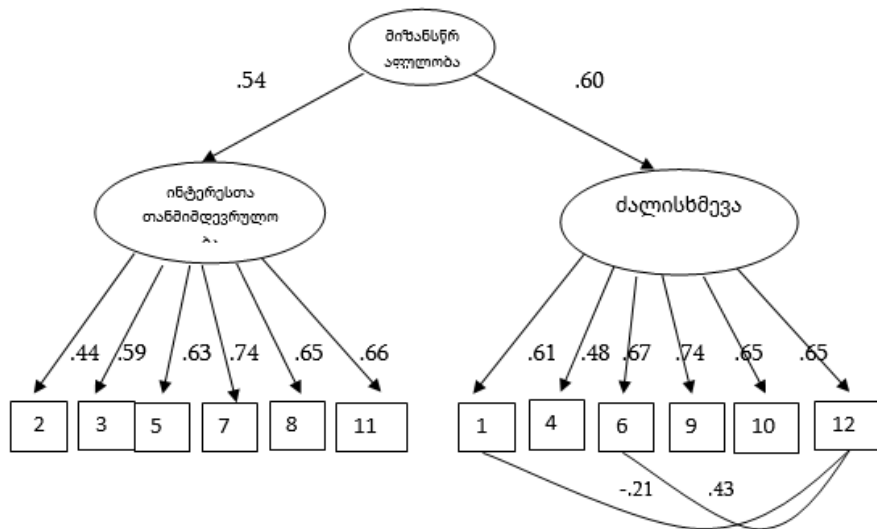 მიზანსწრ
აფულობა
.54
.60
ინტერესთა
თანმიმდევრულო
ბა
ძალისხმევა
.44 .59 .63 .74 .65 .66
.61 .48 .67 .74 .65 .65
2 3 5 7 8 11
1 4 6 9 10 12
-.21 .43